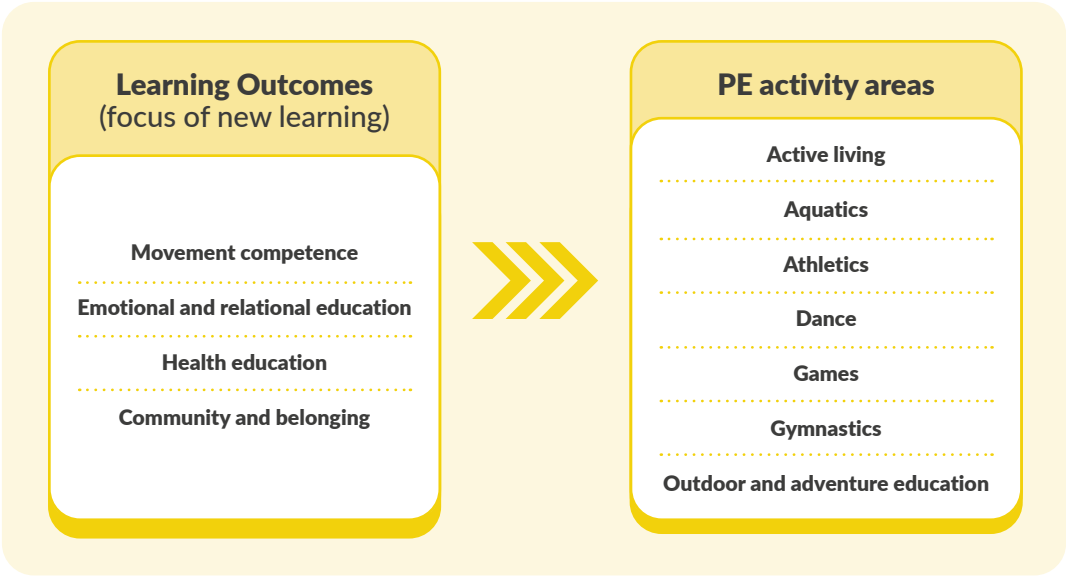 Learning Outcomes
(focus of new learning)
Movement competence
Emotional and relational education
Health education
Community and belonging
PE activity areas
Active living
Aquatics
Athletics
Dance
Games
Gymnastics
Outdoor and adventure education